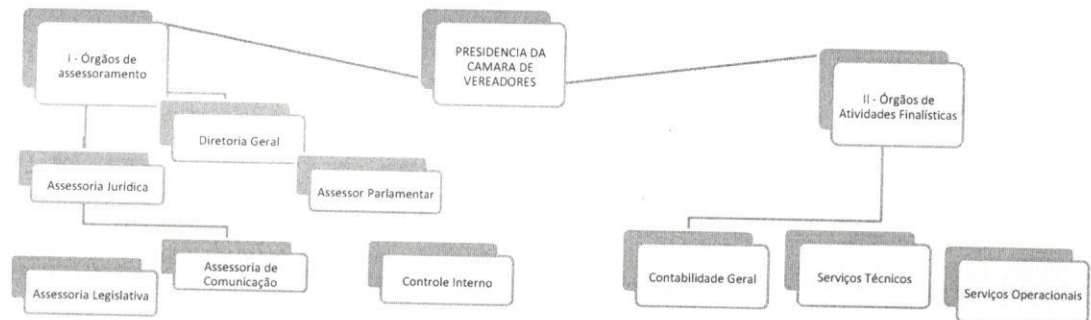 PRESIDENCIA DA
CAMARA DE
VEREADORES
I - Órgãos de
assessoramento
II - Órgãos de
Atividades Finalísticas
Diretoria Geral
Assessoria Jurídica
Assessor Parlamentar
Assessoria de
Comunicação
Assessoria Legislativa
Controle Interno
Contabilidade Geral
Serviços Técnicos
Serviços Operacionais